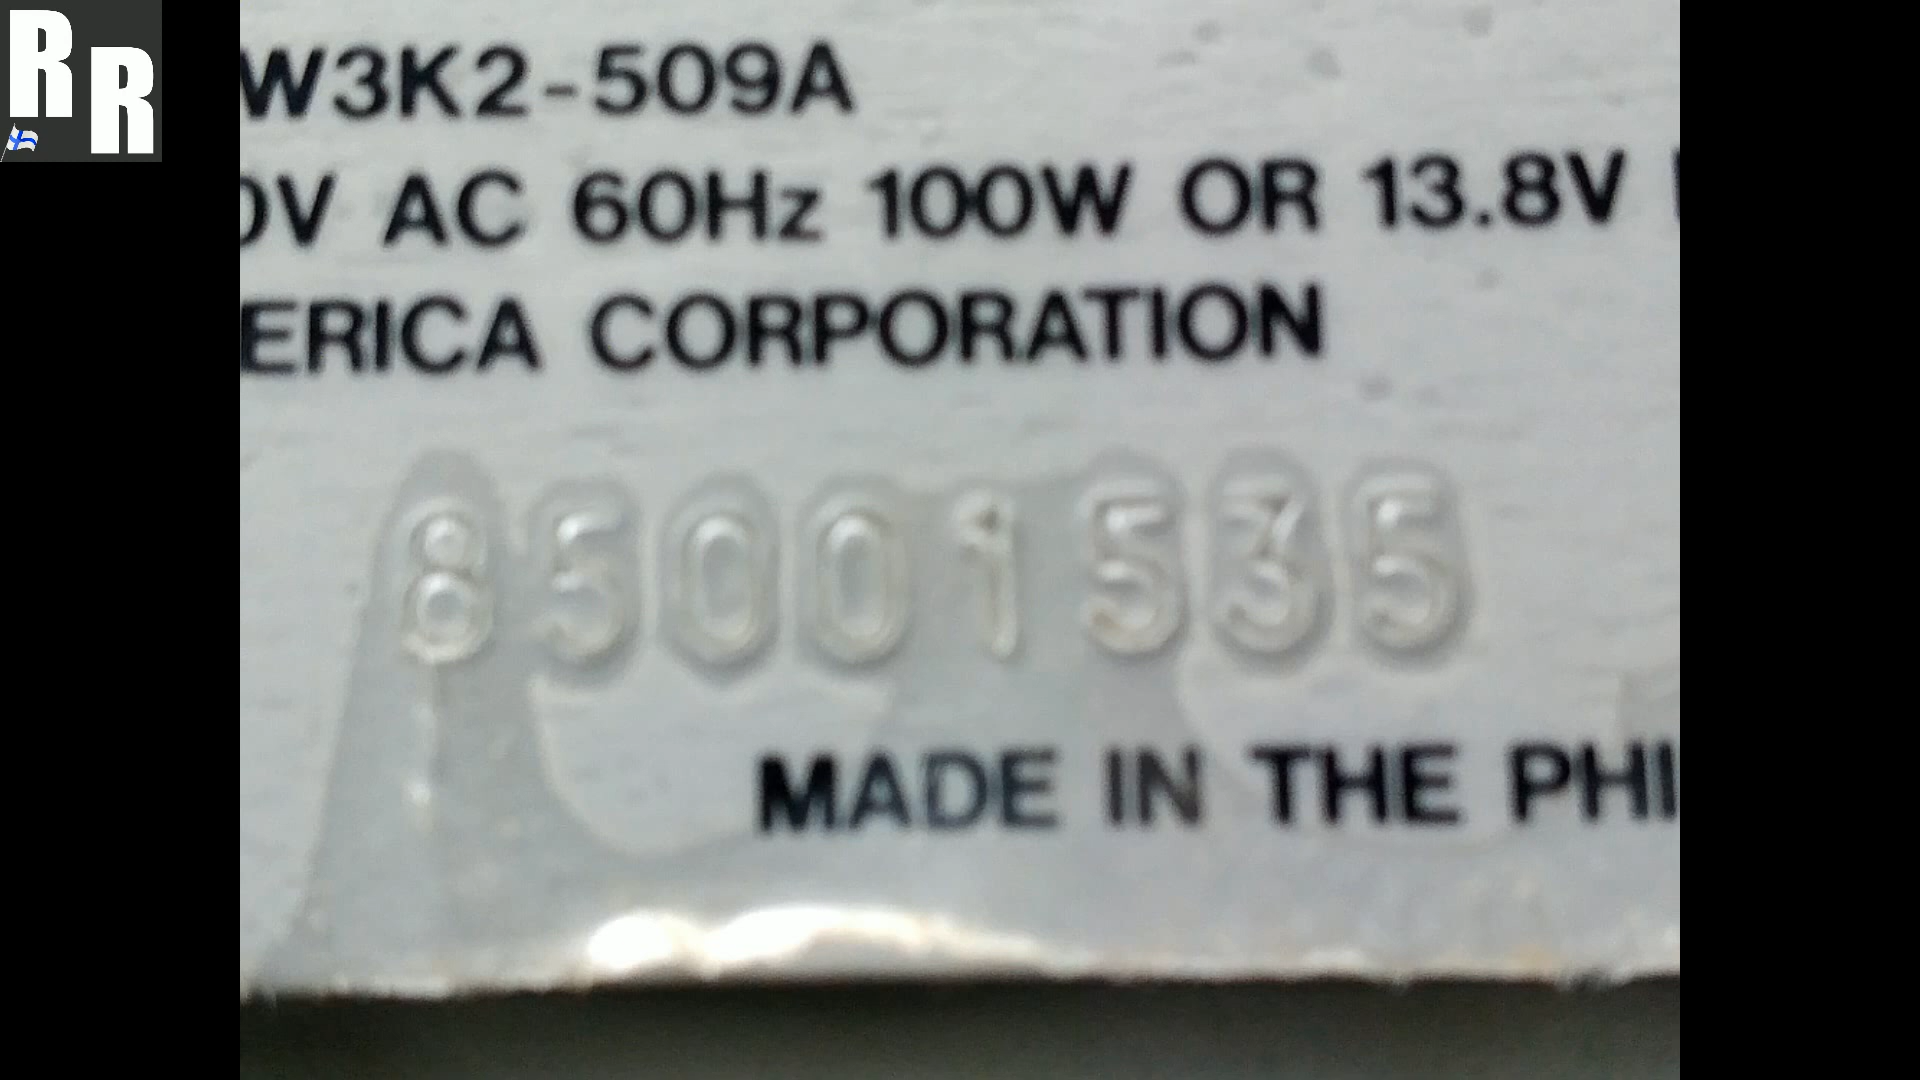 RR
W3K2-509A
0V AC 60Hz 100W OR 13.8V
ERICA CORPORATION
85001535
MADE IN THE PHI